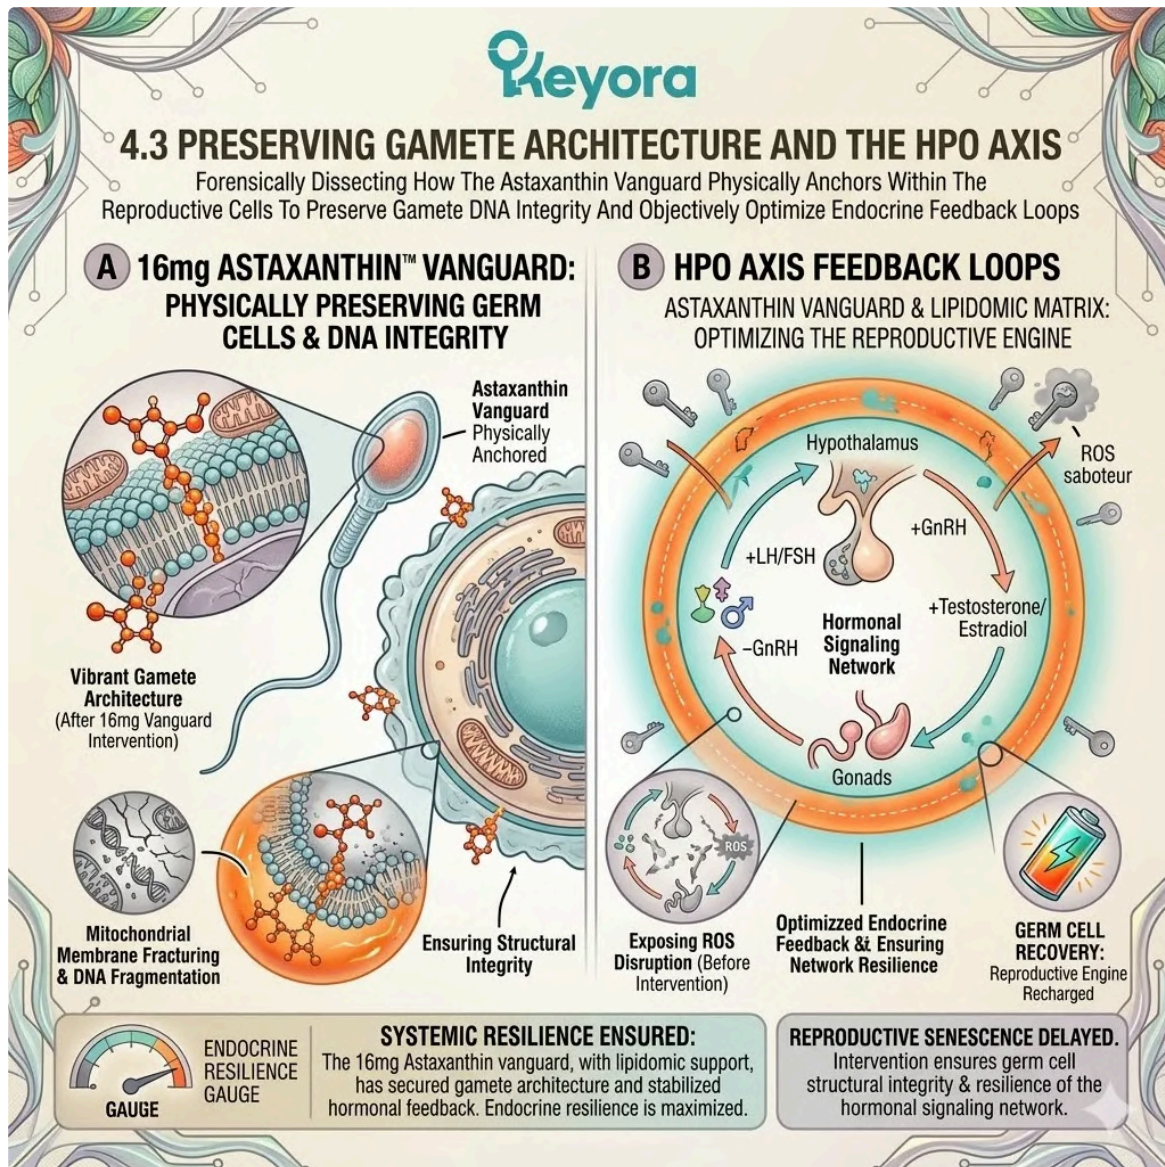 Keyora
4.3 PRESERVING GAMETE ARCHITECTURE AND THE HPO AXIS
Forensically Dissecting How The Astaxanthin Vanguard Physically Anchors Within The
Reproductive Cells To Preserve Gamete DNA Integrity And Objectively Optimize Endocrine Feedback Loops
A 16mg ASTAXANTHIN™ VANGUARD:
PHYSICALLY PRESERVING GERM
CELLS & DNA INTEGRITY
Astaxanthin
Vanguard
Physically
Anchored
Vibrant Gamete
Architecture
(After 16mg Vanguard
Intervention)
Mitochondrial
Membrane Fracturing
& DNA Fragmentation
Ensuring Structural
Integrity
B HPO AXIS FEEDBACK LOOPS
ASTAXANTHIN VANGUARD & LIPIDOMIC MATRIX:
OPTIMIZING THE REPRODUCTIVE ENGINE
Hypothalamus
ROS
saboteur
+GnRH
+LH/FSH
+Testosterone/
Estradiol
Hormonal
Signaling
Network
–GnRH
Gonads
ROS
Exposing ROS
Disruption (Before
Intervention)
Optimizzed Endocrine
Feedback & Ensuring
Network Resilience
GERM CELL
RECOVERY:
Reproductive Engine
Recharged
GAUGE
ENDOCRINE
RESILIENCE
GAUGE
SYSTEMIC RESILIENCE ENSURED:
The 16mg Astaxanthin vanguard, with lipidomic support,
has secured gamete architecture and stabilized
hormonal feedback. Endocrine resilience is maximized.
REPRODUCTIVE SENESCENCE DELAYED.
Intervention ensures germ cell
structural integrity & resilience of the
hormonal signaling network.